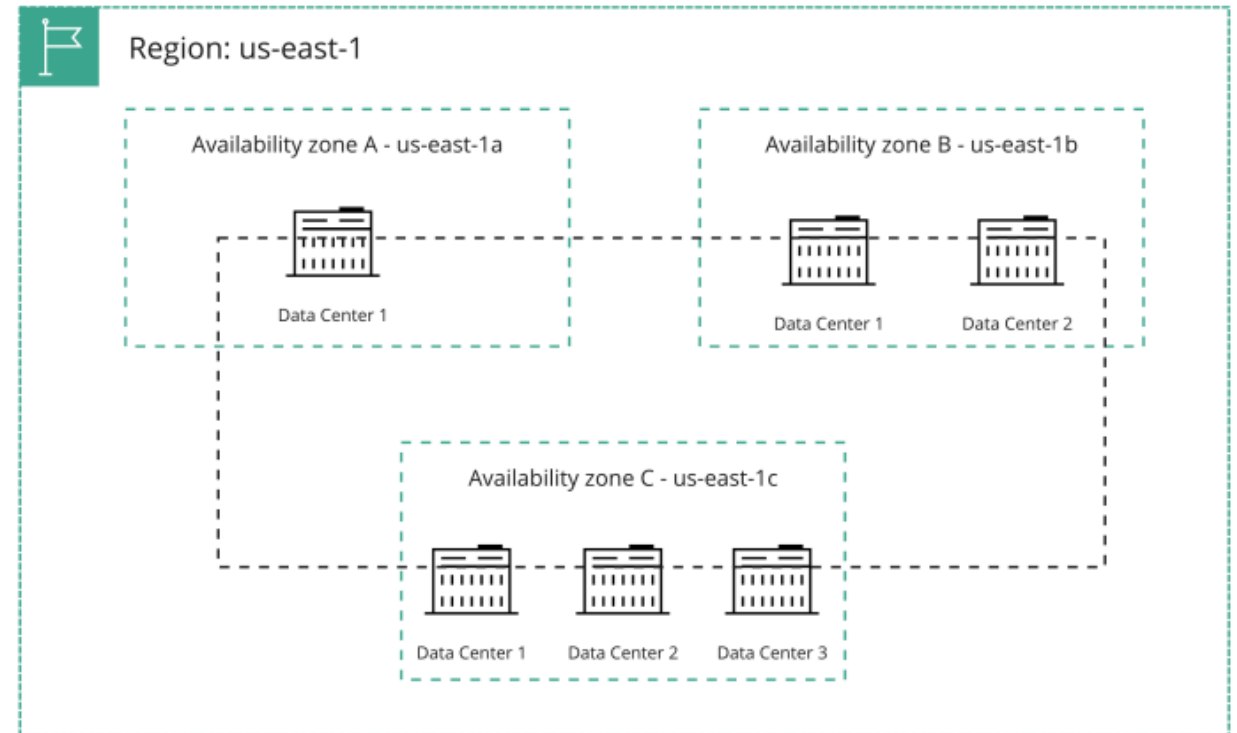 Region: us-east-1
Availability zone A - us-east-1a
Availability zone B - us-east-1b
Data Center 1
Data Center 1
Data Center 2
Availability zone C - us-east-1c
Data Center 1
Data Center 2
Data Center 3